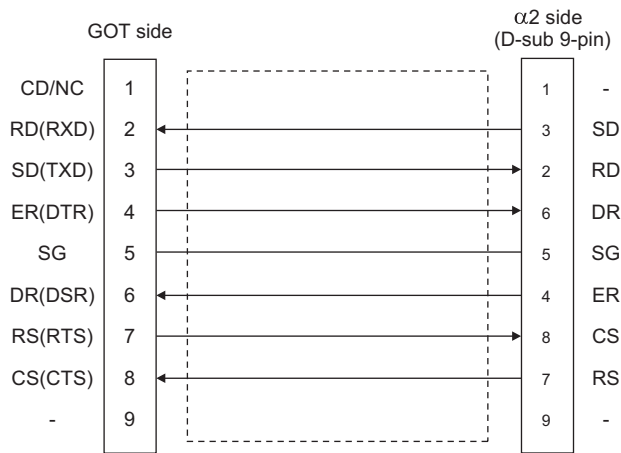 GOT side
α2 side
(D-sub 9-pin)
CD/NC 1 1 -
RD(RXD) 2 3 SD
SD(TXD) 3 2 RD
ER(DTR) 4 6 DR
SG 5 5 SG
DR(DSR) 6 4 ER
RS(RTS) 7 8 CS
CS(CTS) 8 7 RS
- 9 9 -